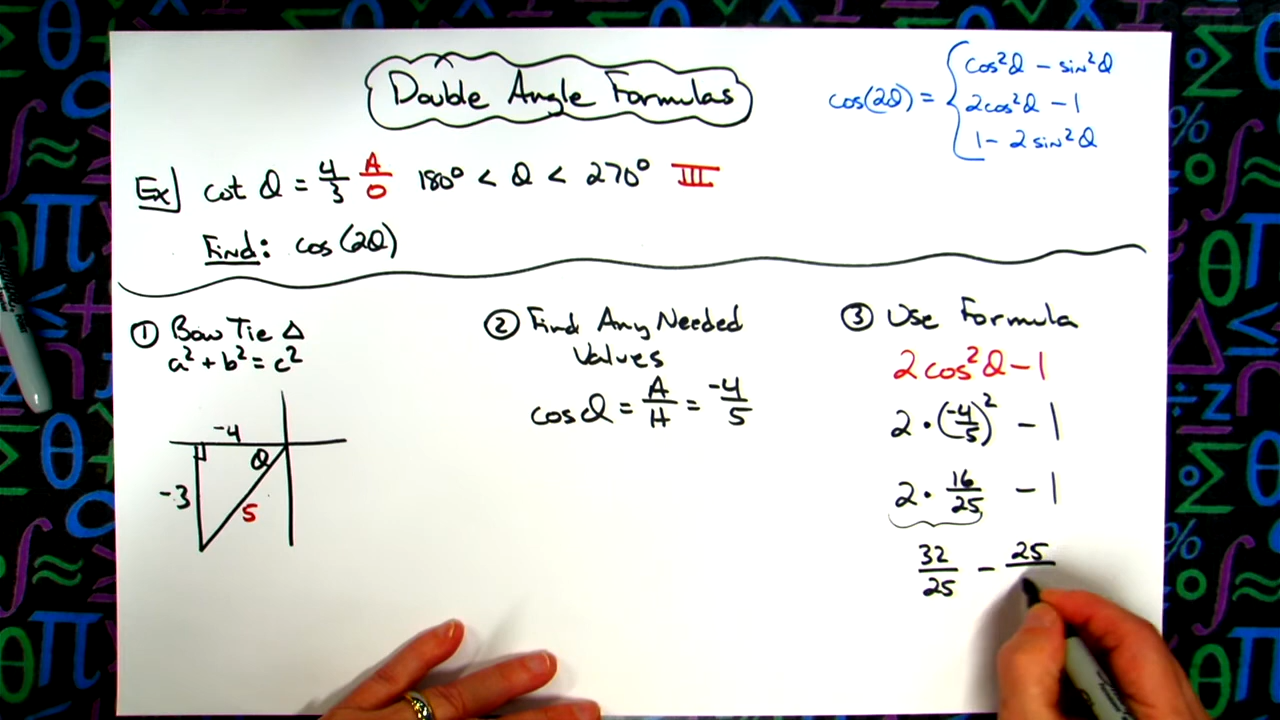 Double Angle Formulas
cos(2θ) = { cos²θ - sin²θ
2cos²θ - 1
1 - 2sin²θ
Ex] cot θ = 4/3 A/O 180° < θ < 270° III
Find: cos(2θ)
① Bow Tie △
a² + b² = c²
-4
θ
-3
5
② Find Any Needed
Values
cos θ = A/H = -4/5
③ Use Formula
2cos²θ - 1
2 · (-4/5)² - 1
2 · 16/25 - 1
32/25 - 25